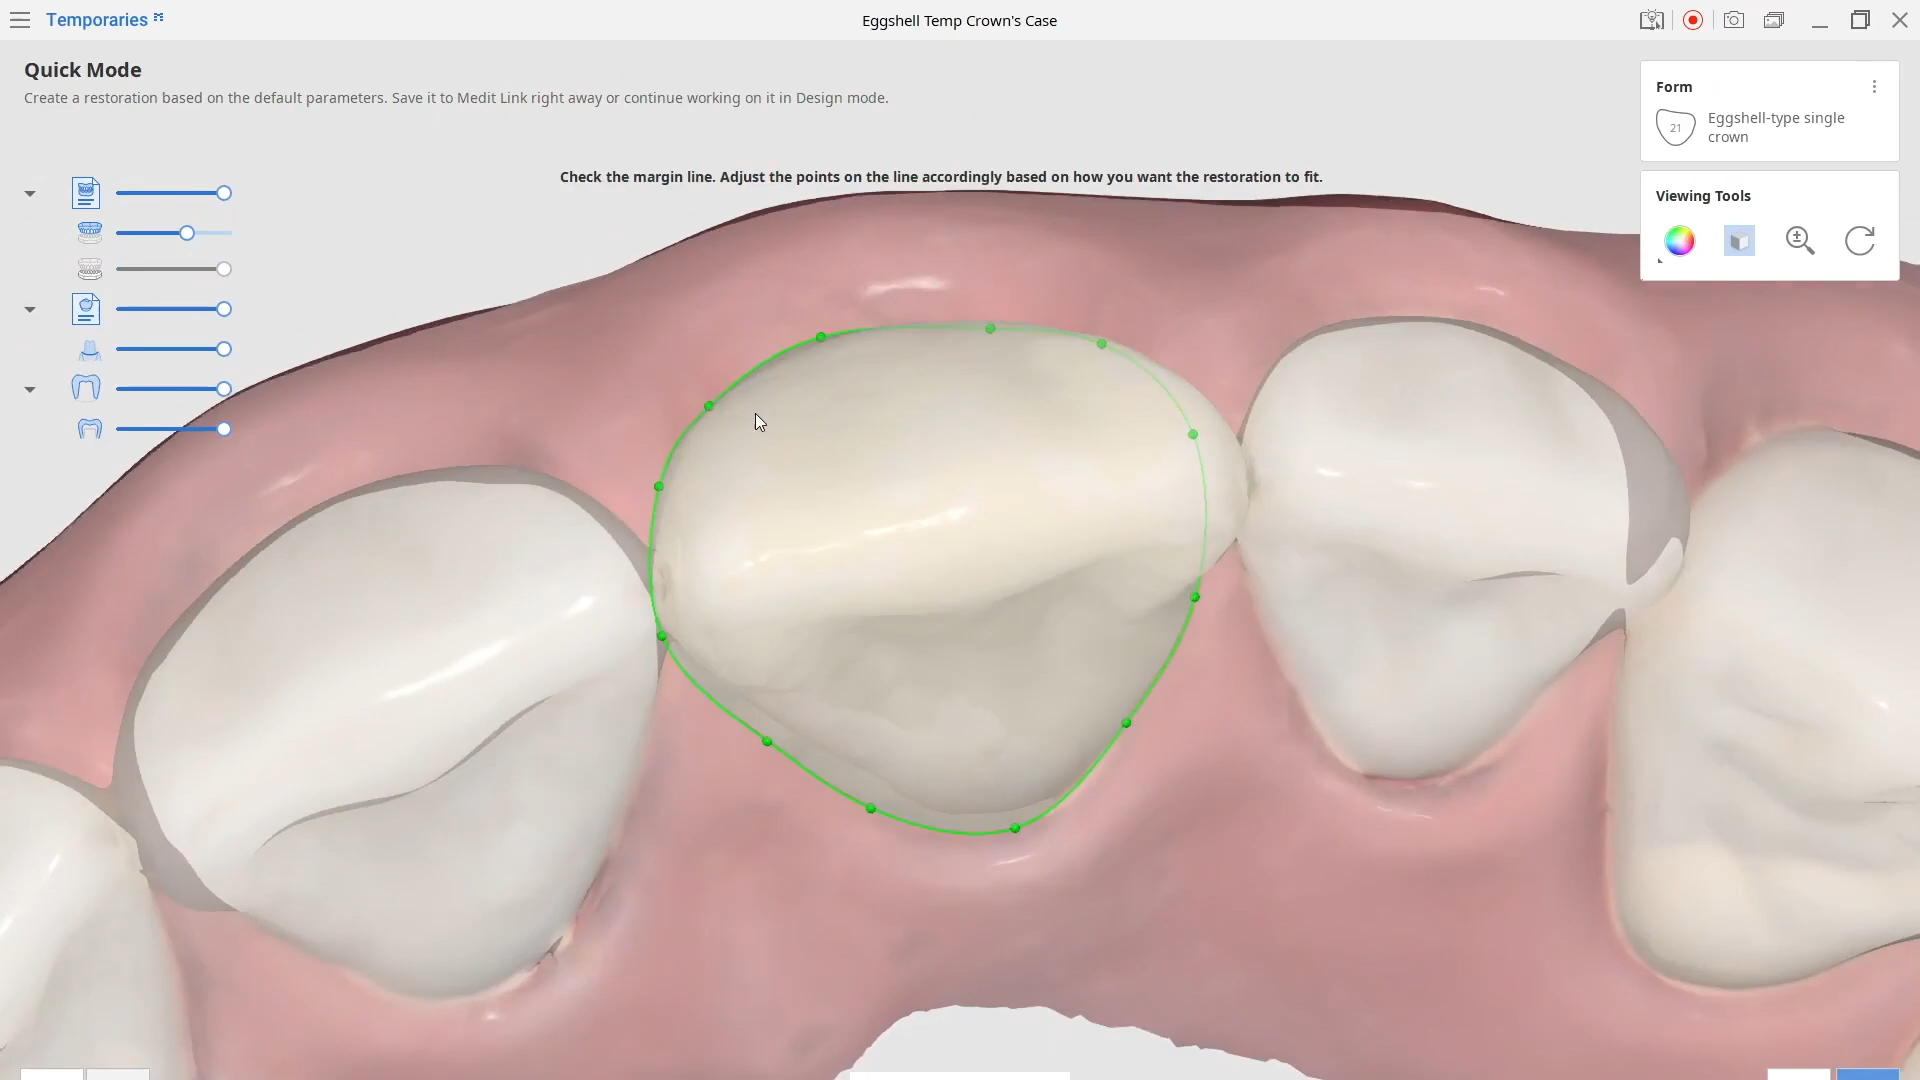 Temporaries
Eggshell Temp Crown's Case
Quick Mode
Create a restoration based on the default parameters. Save it to Medit Link right away or continue working on it in Design mode.
Form
21
Eggshell-type single
crown
Check the margin line. Adjust the points on the line accordingly based on how you want the restoration to fit.
Viewing Tools